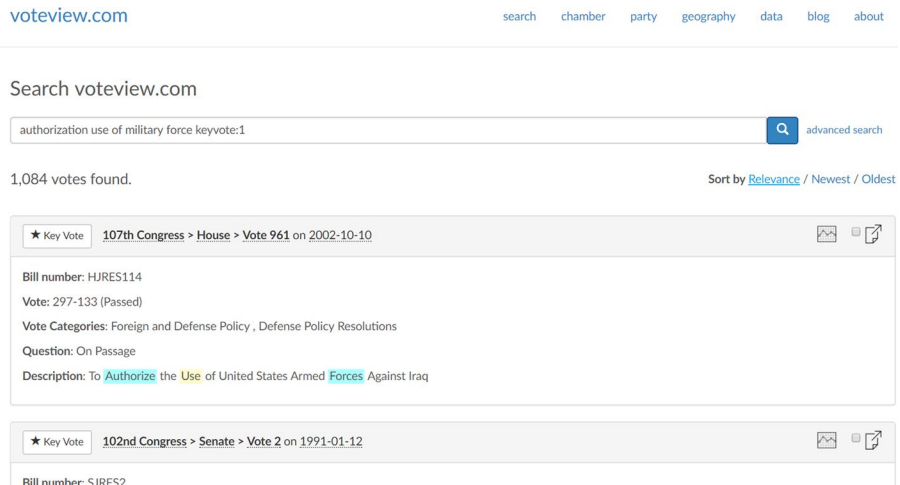 voteview.com
search chamber party geography data blog about
Search voteview.com
authorization use of military force keyvote:1
advanced search
1,084 votes found.
Sort by Relevance / Newest / Oldest
★ Key Vote 107th Congress > House > Vote 961 on 2002-10-10
Bill number: HJRES114
Vote: 297-133 (Passed)
Vote Categories: Foreign and Defense Policy , Defense Policy Resolutions
Question: On Passage
Description: To Authorize the Use of United States Armed Forces Against Iraq
★ Key Vote 102nd Congress > Senate > Vote 2 on 1991-01-12
Bill number: SJRES2